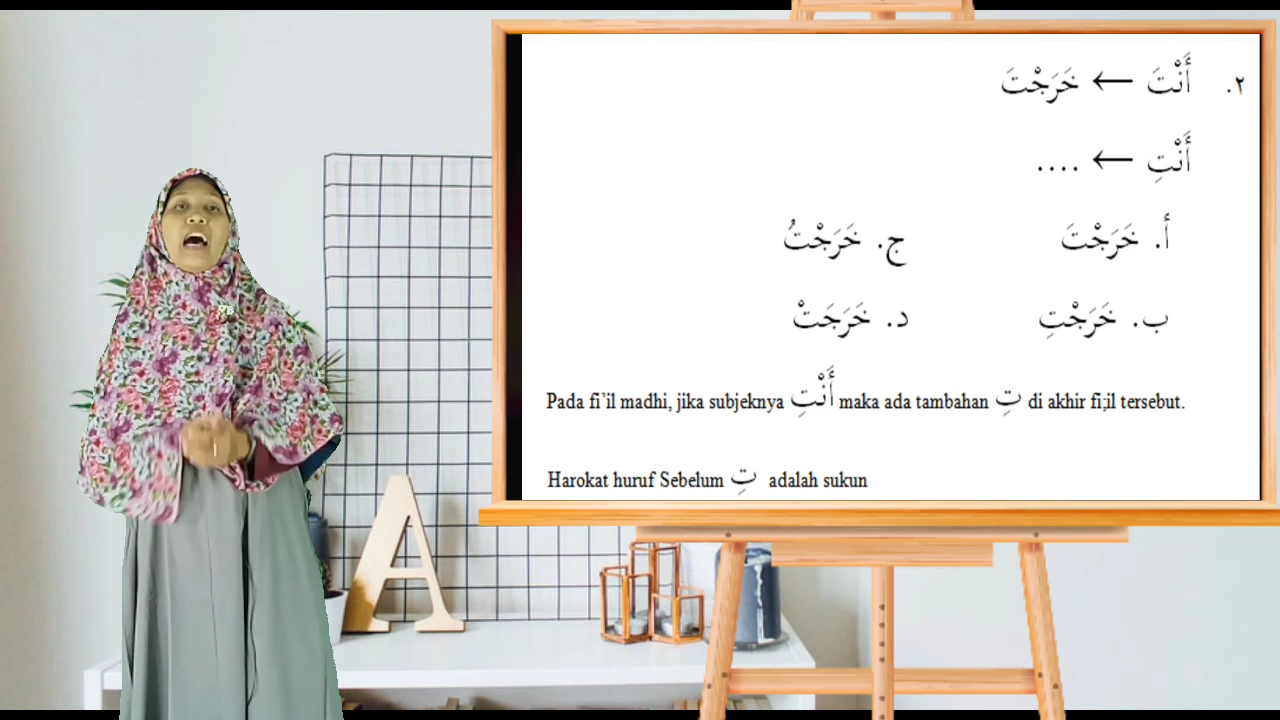 ٢. أَنْتَ ← خَرَجْتَ
أَنْتِ ← ....
أ. خَرَجْتَ ج. خَرَجْتُ
ب. خَرَجْتِ د. خَرَجَتْ
Pada fi'il madhi, jika subjeknya أَنْتِ maka ada tambahan تِ di akhir fi;il tersebut.
Harokat huruf Sebelum تِ adalah sukun
A